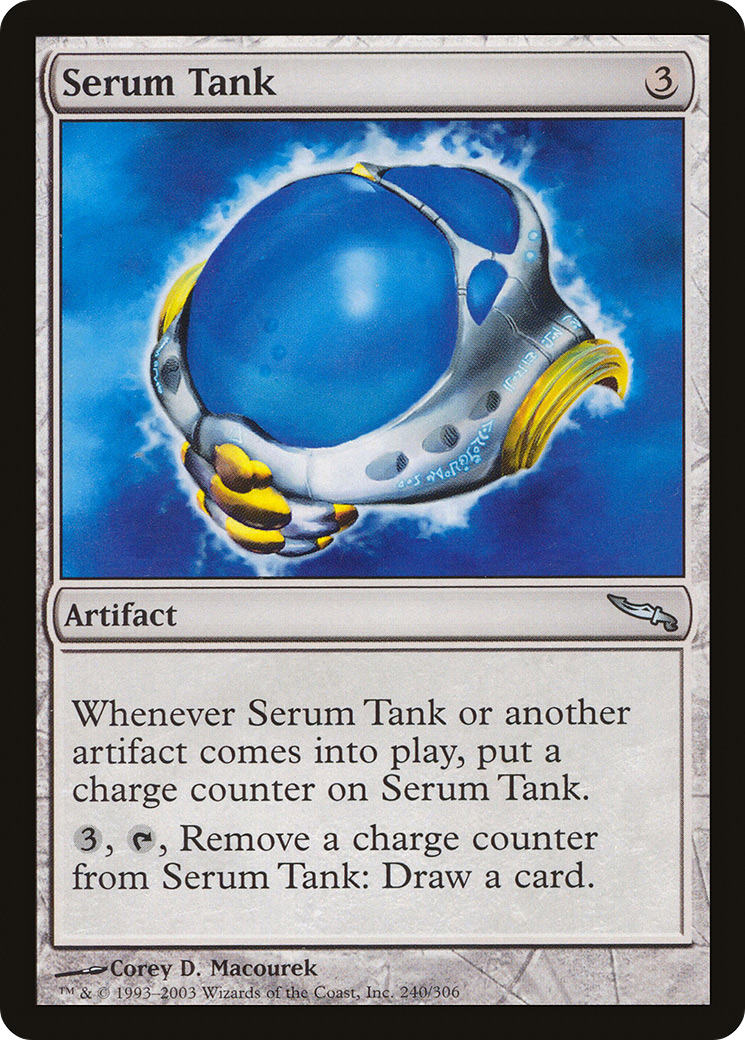 Serum Tank 3
Artifact
Whenever Serum Tank or another
artifact comes into play, put a
charge counter on Serum Tank.
3, , Remove a charge counter
from Serum Tank: Draw a card.
Corey D. Macourek
™ & © 1993–2003 Wizards of the Coast, Inc. 240/306